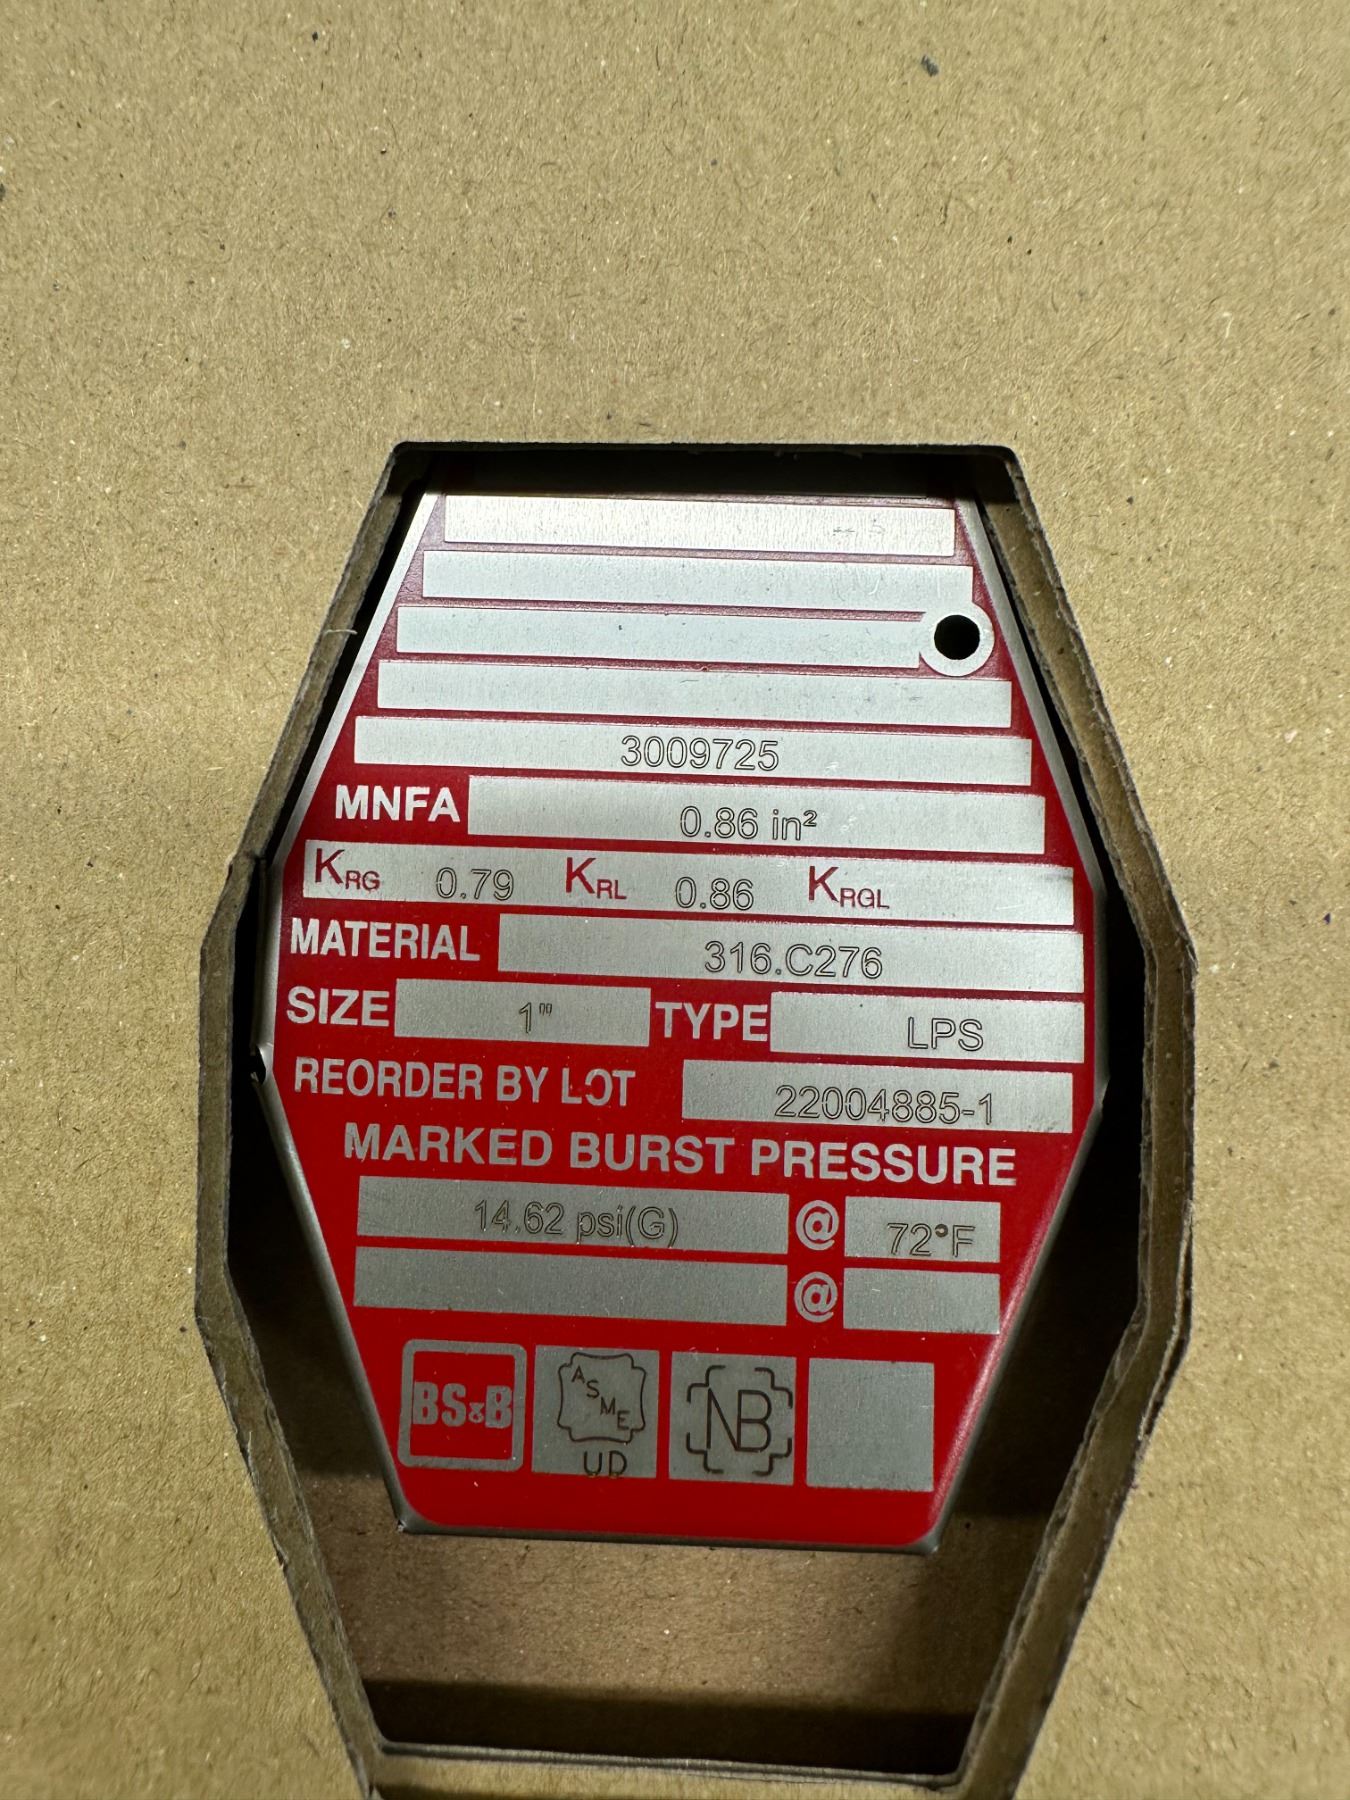 3009725
MNFA 0.86 in²
KRG 0.79 KRL 0.86 KRGL
MATERIAL 316.C276
SIZE 1" TYPE LPS
REORDER BY LOT 22004885-1
MARKED BURST PRESSURE
14.62 psi(G) @ 72°F
@
BS&B ASME UD NB